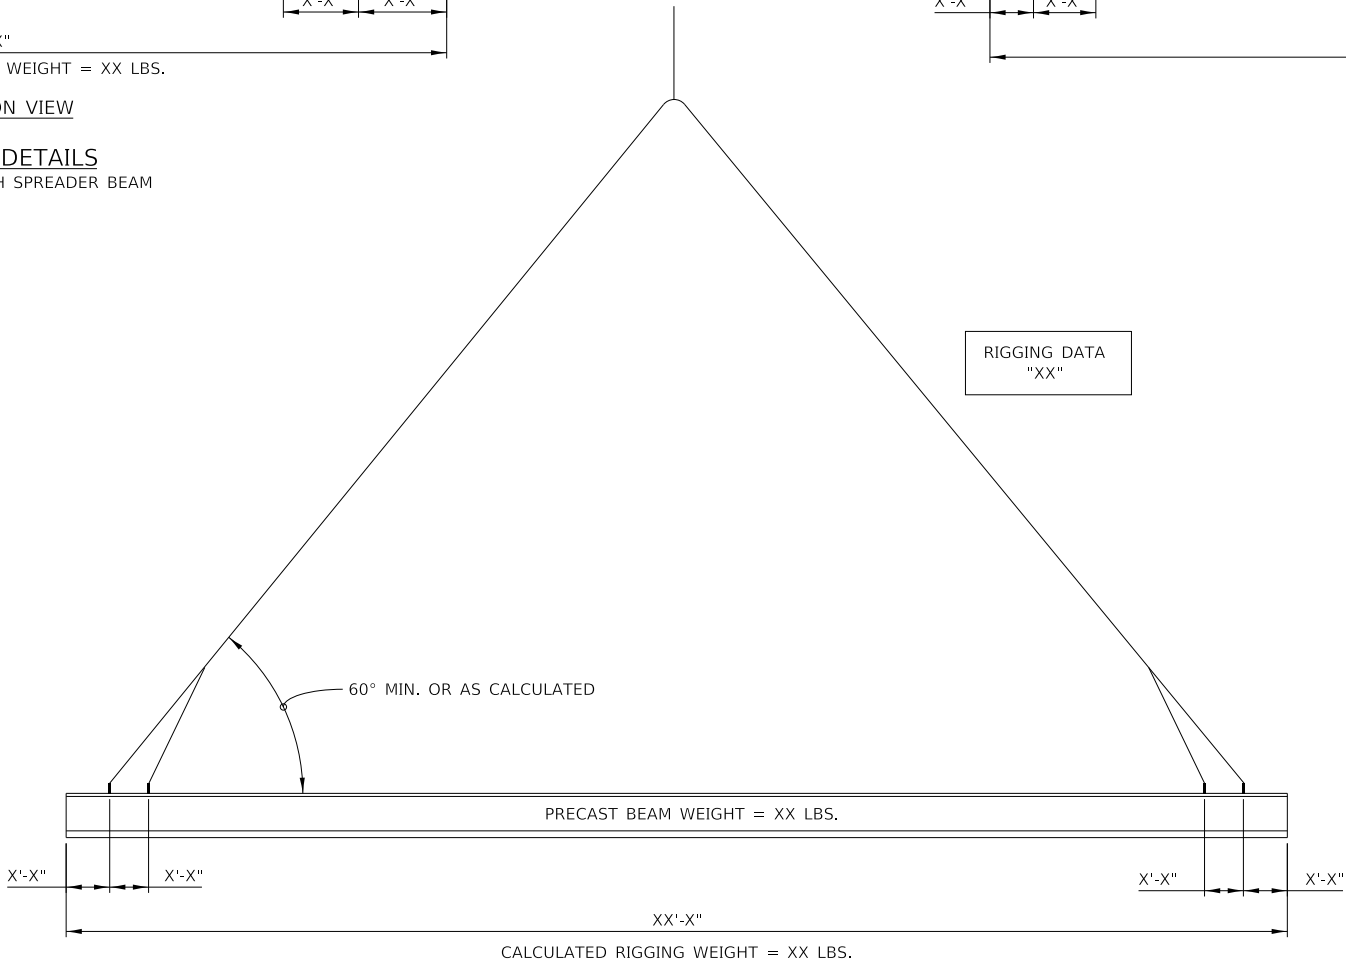 X'-X"
WEIGHT = XX LBS.
VIEW
DETAILS
SPREADER BEAM
RIGGING DATA
"XX"
60° MIN. OR AS CALCULATED
PRECAST BEAM WEIGHT = XX LBS.
X'-X"
X'-X"
X'-X"
X'-X"
XX'-X"
CALCULATED RIGGING WEIGHT = XX LBS.